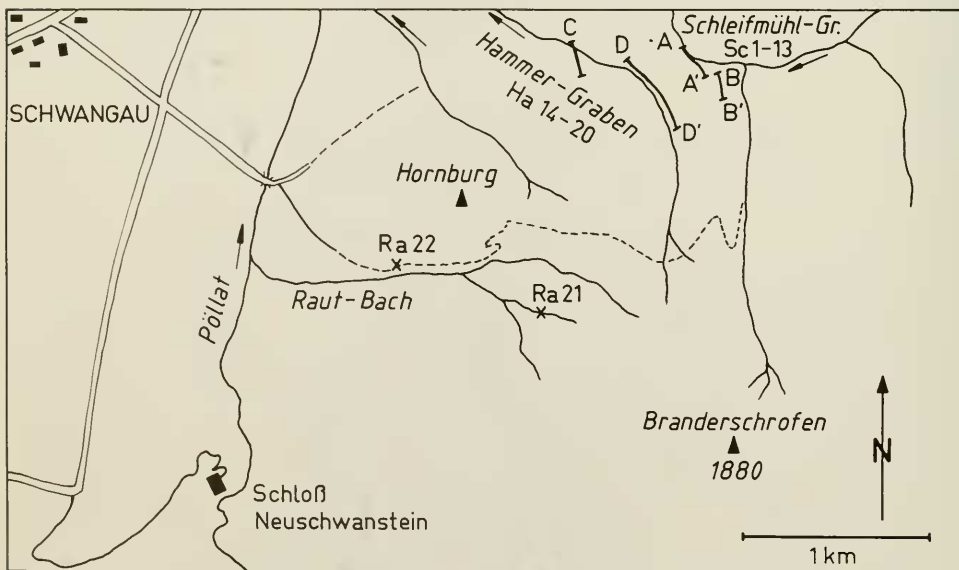 Schleifmühl-Gr.
Sc 1-13
C
D
A
A'
B
B'
D'
Hammer-Graben
Ha 14-20
SCHWANGAU
Hornburg
Ra 22
Ra 21
Raut-Bach
Pöllat
Branderschrofen
1880
N
Schloß
Neuschwanstein
1 km